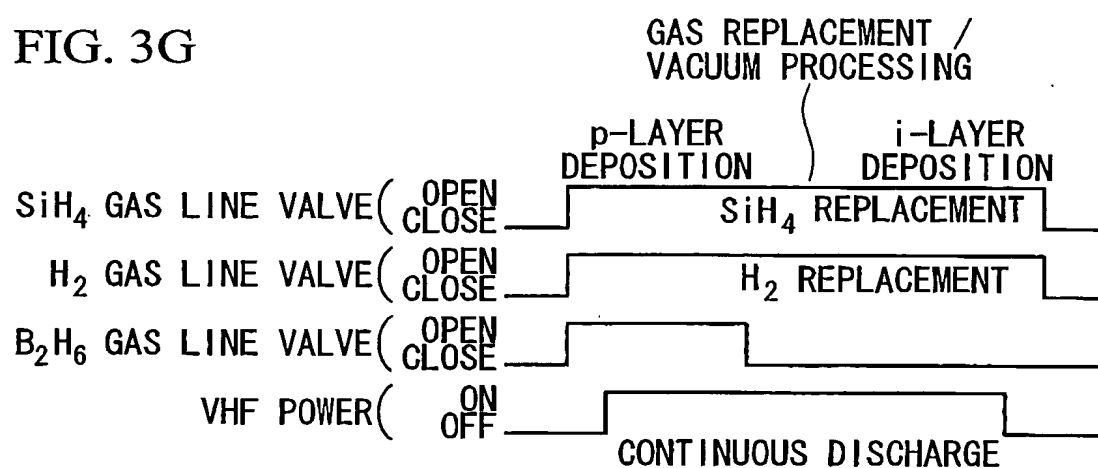 FIG. 3G
GAS REPLACEMENT /
VACUUM PROCESSING
p-LAYER
DEPOSITION
i-LAYER
DEPOSITION
SiH4 GAS LINE VALVE( OPEN
CLOSE
SiH4 REPLACEMENT
H2 GAS LINE VALVE( OPEN
CLOSE
H2 REPLACEMENT
B2H6 GAS LINE VALVE( OPEN
CLOSE
VHF POWER( ON
OFF
CONTINUOUS DISCHARGE